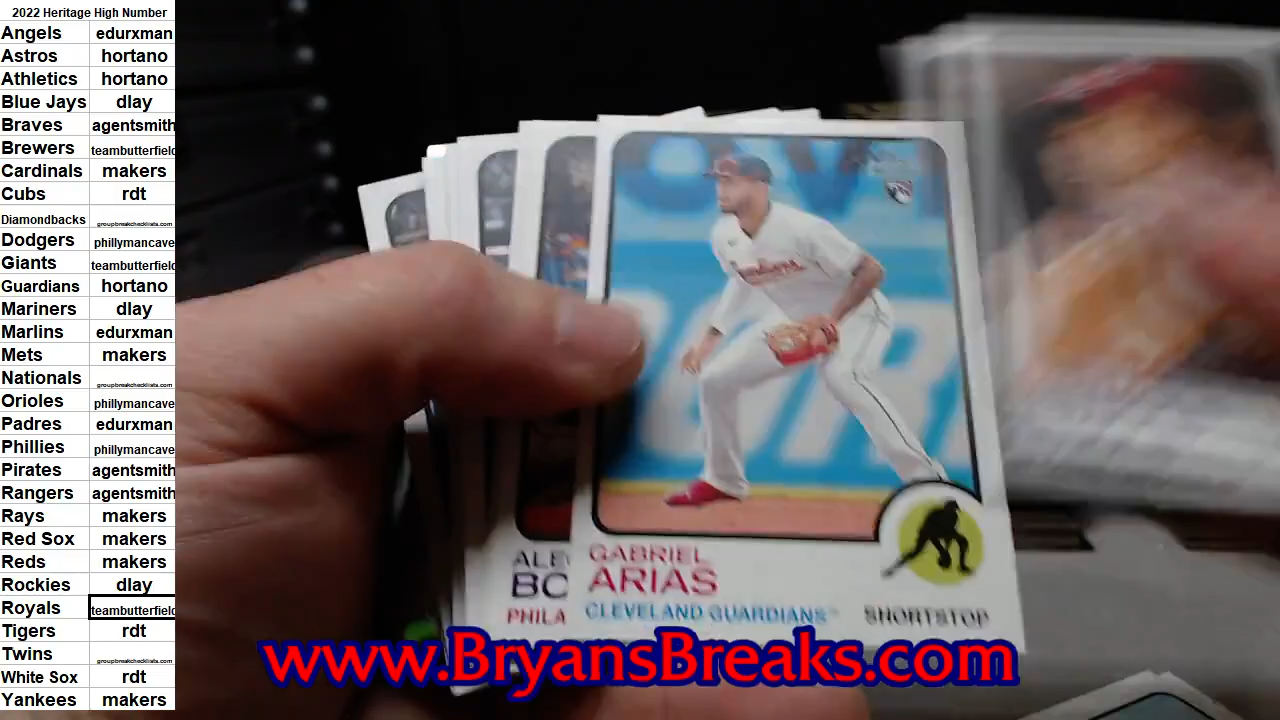 2022 Heritage High Number
Angels edurxman
Astros hortano
Athletics hortano
Blue Jays dlay
Braves agentsmith
Brewers teambutterfield
Cardinals makers
Cubs rdt
Diamondbacks groupbreakchecklists.com
Dodgers phillymancave
Giants teambutterfield
Guardians hortano
Mariners dlay
Marlins edurxman
Mets makers
Nationals groupbreakchecklists.com
Orioles phillymancave
Padres edurxman
Phillies phillymancave
Pirates agentsmith
Rangers agentsmith
Rays makers
Red Sox makers
Reds makers
Rockies dlay
Royals teambutterfield
Tigers rdt
Twins groupbreakchecklists.com
White Sox rdt
Yankees makers
ALE
BO
PHILA
GABRIEL
ARIAS
CLEVELAND GUARDIANS™ SHORTSTOP
www.BryansBreaks.com